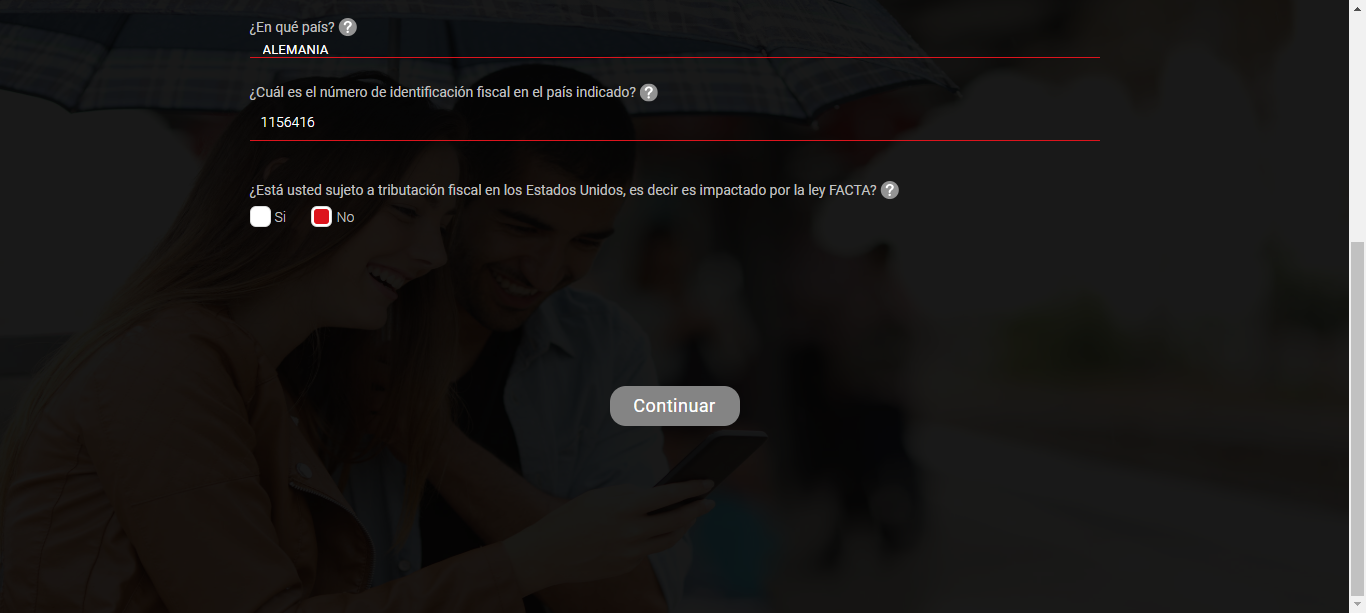 ¿En qué país? ?
ALEMANIA
¿Cuál es el número de identificación fiscal en el país indicado? ?
1156416
¿Está usted sujeto a tributación fiscal en los Estados Unidos, es decir es impactado por la ley FACTA? ?
Si No
Continuar